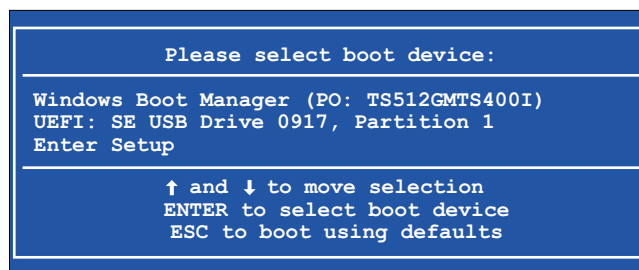 Please select boot device:
Windows Boot Manager (PO: TS512GMTS400I)
UEFI: SE USB Drive 0917, Partition 1
Enter Setup
↑ and ↓ to move selection
ENTER to select boot device
ESC to boot using defaults